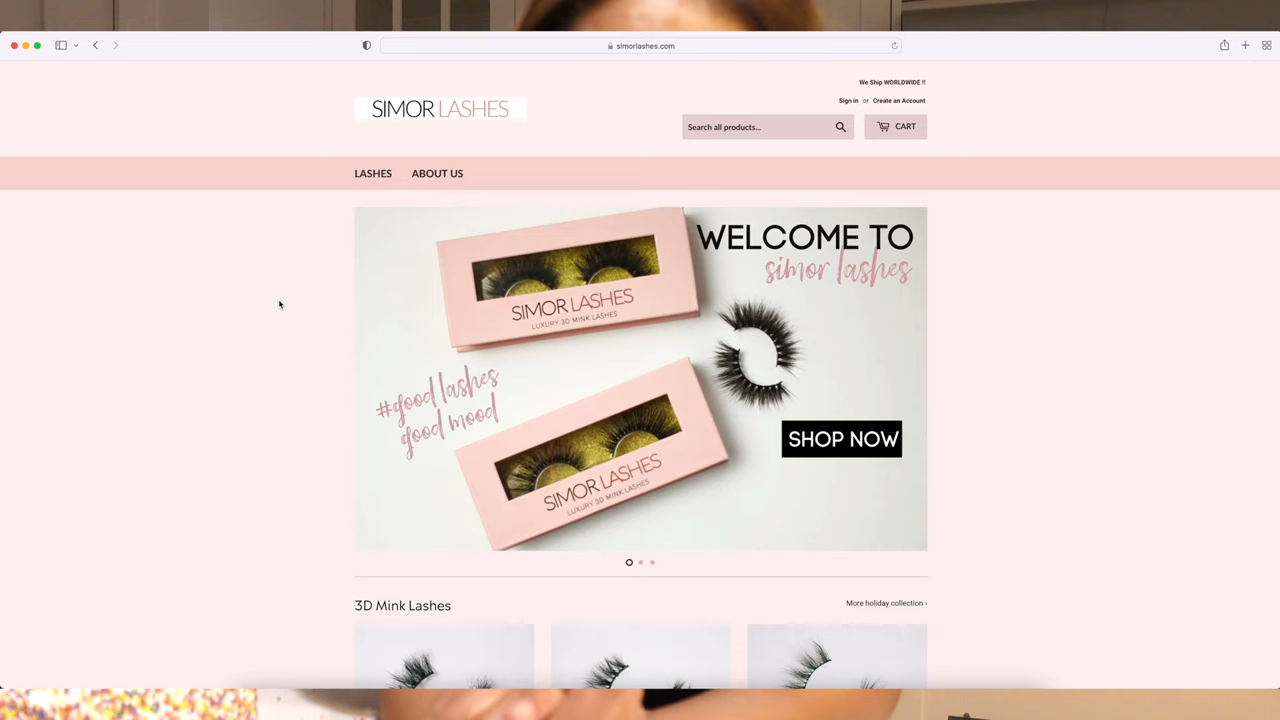 simorlashes.com
We Ship WORLDWIDE !!
SIMOR LASHES
Sign in or Create an Account
Search all products...
CART
LASHES
ABOUT US
WELCOME TO
simor lashes
SIMOR LASHES
LUXURY 3D MINK LASHES
#good lashes
good mood
SHOP NOW
SIMOR LASHES
LUXURY 3D MINK LASHES
3D Mink Lashes
More holiday collection ›